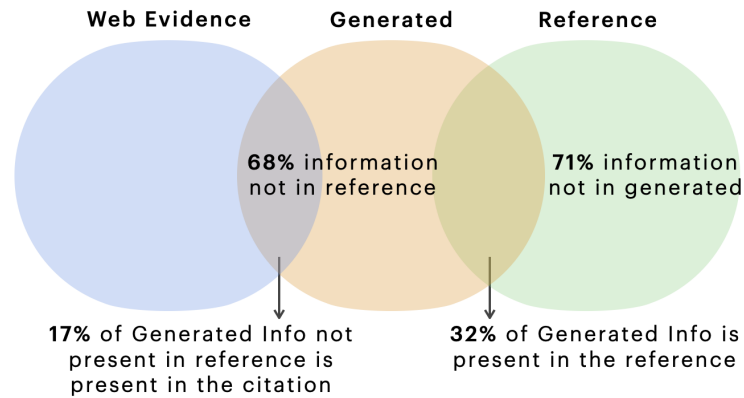 Web Evidence
Generated
Reference
68% information
not in reference
71% information
not in generated
17% of Generated Info not
present in reference is
present in the citation
32% of Generated Info is
present in the reference